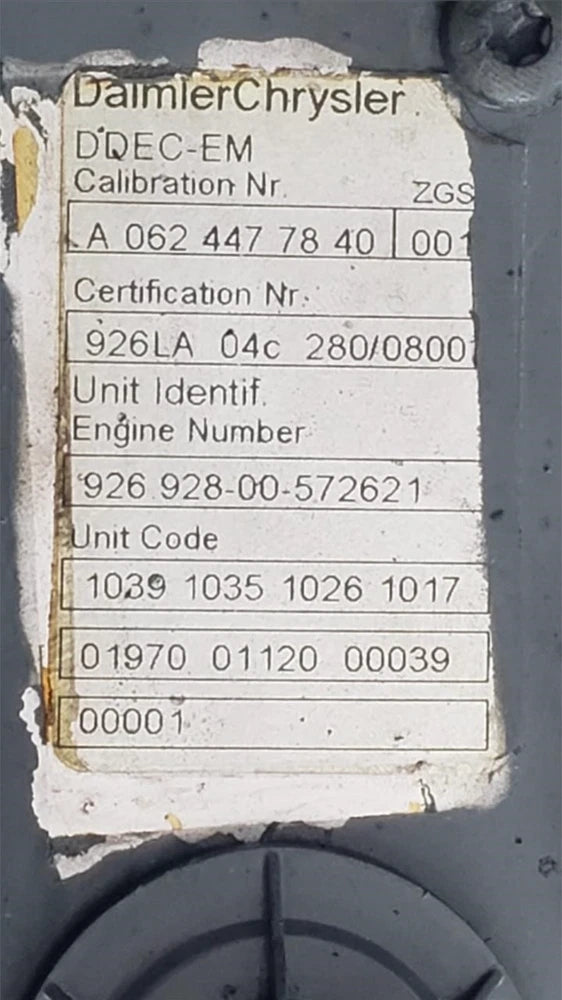 DaimlerChrysler
DDEC-EM
Calibration Nr. ZGS
A 062 447 78 40 001
Certification Nr.
926LA 04c 280/0800
Unit Identif.
Engine Number
926.928-00-572621
Unit Code
1039 1035 1026 1017
01970 01120 00039
00001